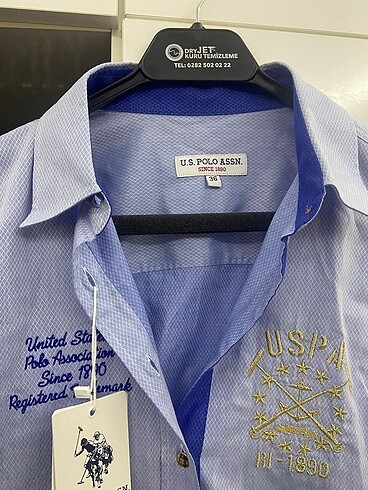 DRYJET
KURU TEMİZLEME
TEL: 0282 502 02 22
U.S. POLO ASSN.
SINCE 1890
36
United States
Polo Association
Since 1890
Registered
USPA
RI-1890
ASSN.